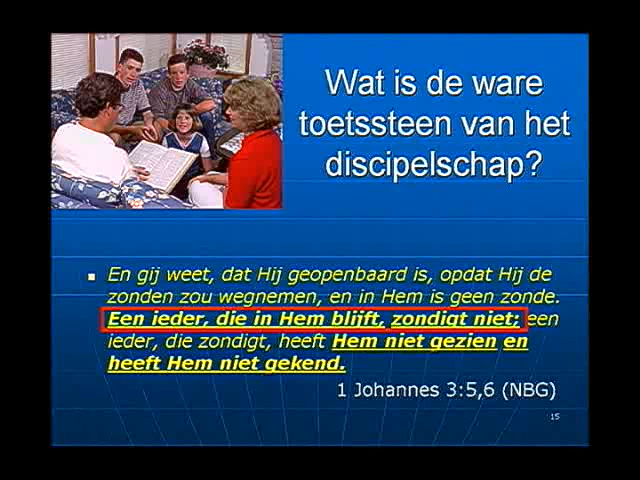 Wat is de ware
toetssteen van het
discipelschap?
En gij weet, dat Hij geopenbaard is, opdat Hij de
zonden zou wegnemen, en in Hem is geen zonde.
Een ieder, die in Hem blijft, zondigt niet; een
ieder, die zondigt, heeft Hem niet gezien en
heeft Hem niet gekend.
1 Johannes 3:5,6 (NBG)
15